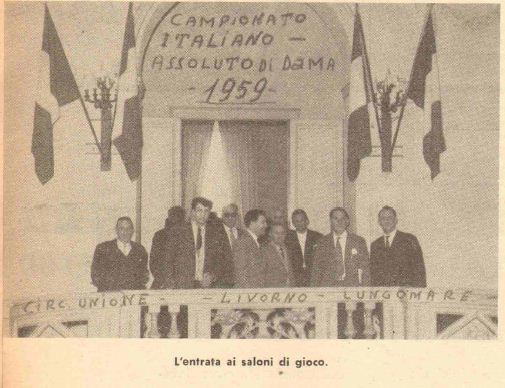 CAMPIONATO
ITALIANO -
ASSOLUTO DI DAMA
- 1959 -
CIRC. UNIONE - - LIVORNO - LUNGOMARE
L'entrata ai saloni di gioco.